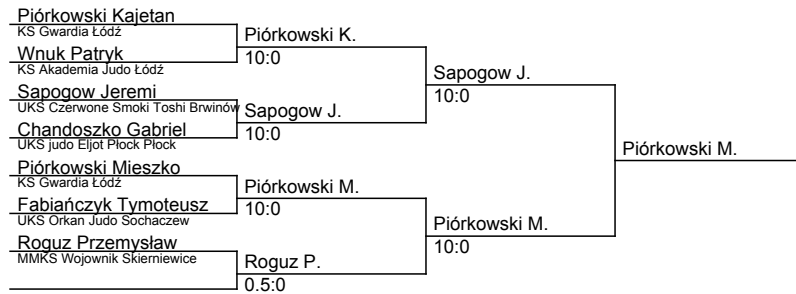 Piórkowski Kajetan
KS Gwardia Łódź
Wnuk Patryk
KS Akademia Judo Łódź
Sapogow Jeremi
UKS Czerwone Smoki Toshi Brwinów
Chandoszko Gabriel
UKS judo Eljot Płock Płock
Piórkowski Mieszko
KS Gwardia Łódź
Fabiańczyk Tymoteusz
UKS Orkan Judo Sochaczew
Roguz Przemysław
MMKS Wojownik Skierniewice
Piórkowski K.
10:0
Sapogow J.
10:0
Piórkowski M.
10:0
Roguz P.
0.5:0
Sapogow J.
10:0
Piórkowski M.
10:0
Piórkowski M.